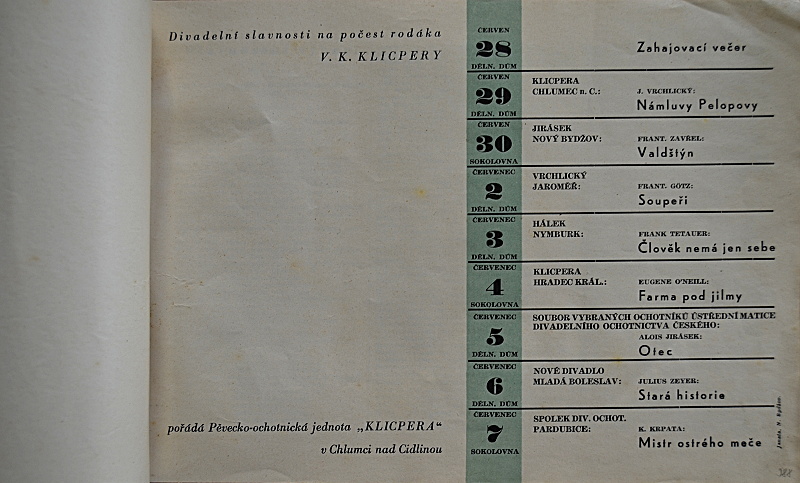 Divadelní slavnosti na počest rodáka
V. K. KLICPERY
pořádá Pěvecko-ochotnická jednota „KLICPERA“
v Chlumci nad Cidlinou
ČERVEN
28
DĚLN. DŮM
Zahajovací večer
ČERVEN
29
DĚLN. DŮM
KLICPERA
CHLUMEC n. C.:
J. VRCHLICKÝ:
Námluvy Pelopovy
ČERVEN
30
SOKOLOVNA
JIRÁSEK
NOVÝ BYDŽOV:
FRANT. ZAVŘEL:
Valdštýn
ČERVENEC
2
DĚLN. DŮM
VRCHLICKÝ
JAROMĚŘ:
FRANT. GÖTZ:
Soupeři
ČERVENEC
3
DĚLN. DŮM
HÁLEK
NYMBURK:
FRANK TETAUER:
Člověk nemá jen sebe
ČERVENEC
4
SOKOLOVNA
KLICPERA
HRADEC KRÁL.:
EUGENE O'NEILL:
Farma pod jilmy
ČERVENEC
5
DĚLN. DŮM
SOUBOR VYBRANÝCH OCHOTNÍKŮ ÚSTŘEDNÍ MATICE
DIVADELNÍHO OCHOTNICTVA ČESKÉHO:
ALOIS JIRÁSEK:
Otec
ČERVENEC
6
DĚLN. DŮM
NOVÉ DIVADLO
MLADÁ BOLESLAV:
JULIUS ZEYER:
Stará historie
ČERVENEC
7
SOKOLOVNA
SPOLEK DIV. OCHOT.
PARDUBICE:
K. KRPATA:
Mistr ostrého meče